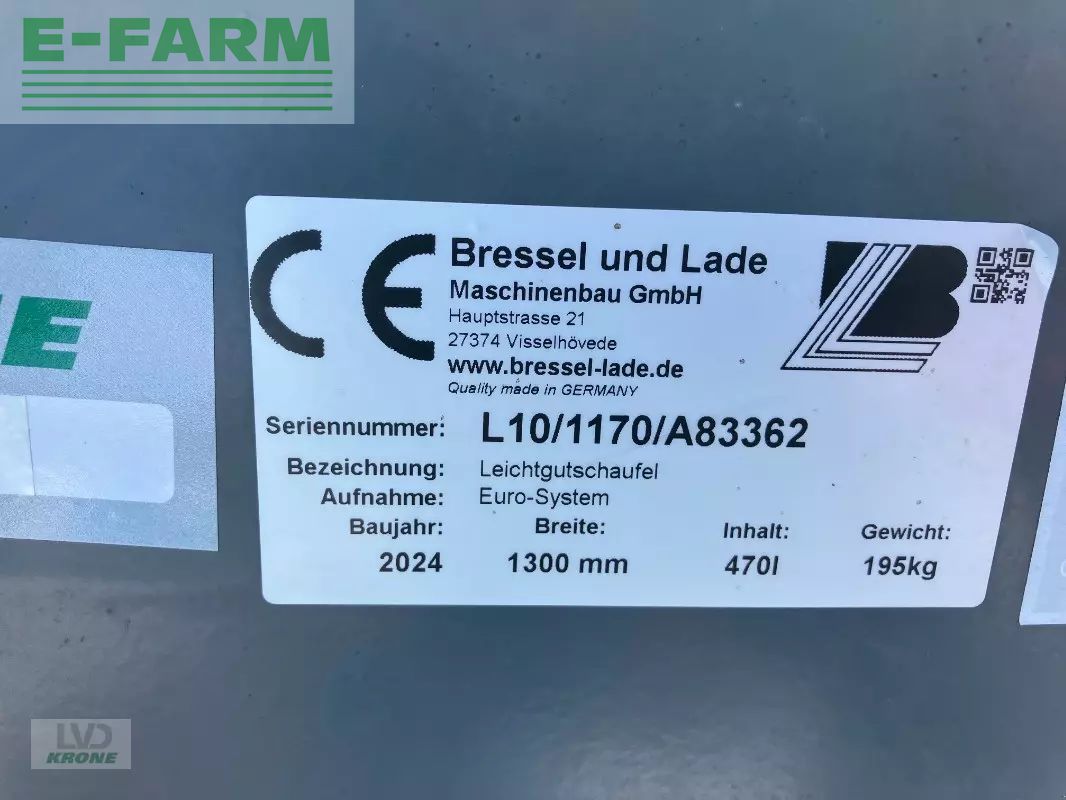 E-FARM
CE
Bressel und Lade
Maschinenbau GmbH
Hauptstrasse 21
27374 Visselhövede
www.bressel-lade.de
Quality made in GERMANY
LB
Seriennummer: L10/1170/A83362
Bezeichnung: Leichtgutschaufel
Aufnahme: Euro-System
Baujahr: Breite: Inhalt: Gewicht:
2024 1300 mm 470l 195kg
LVD
KRONE